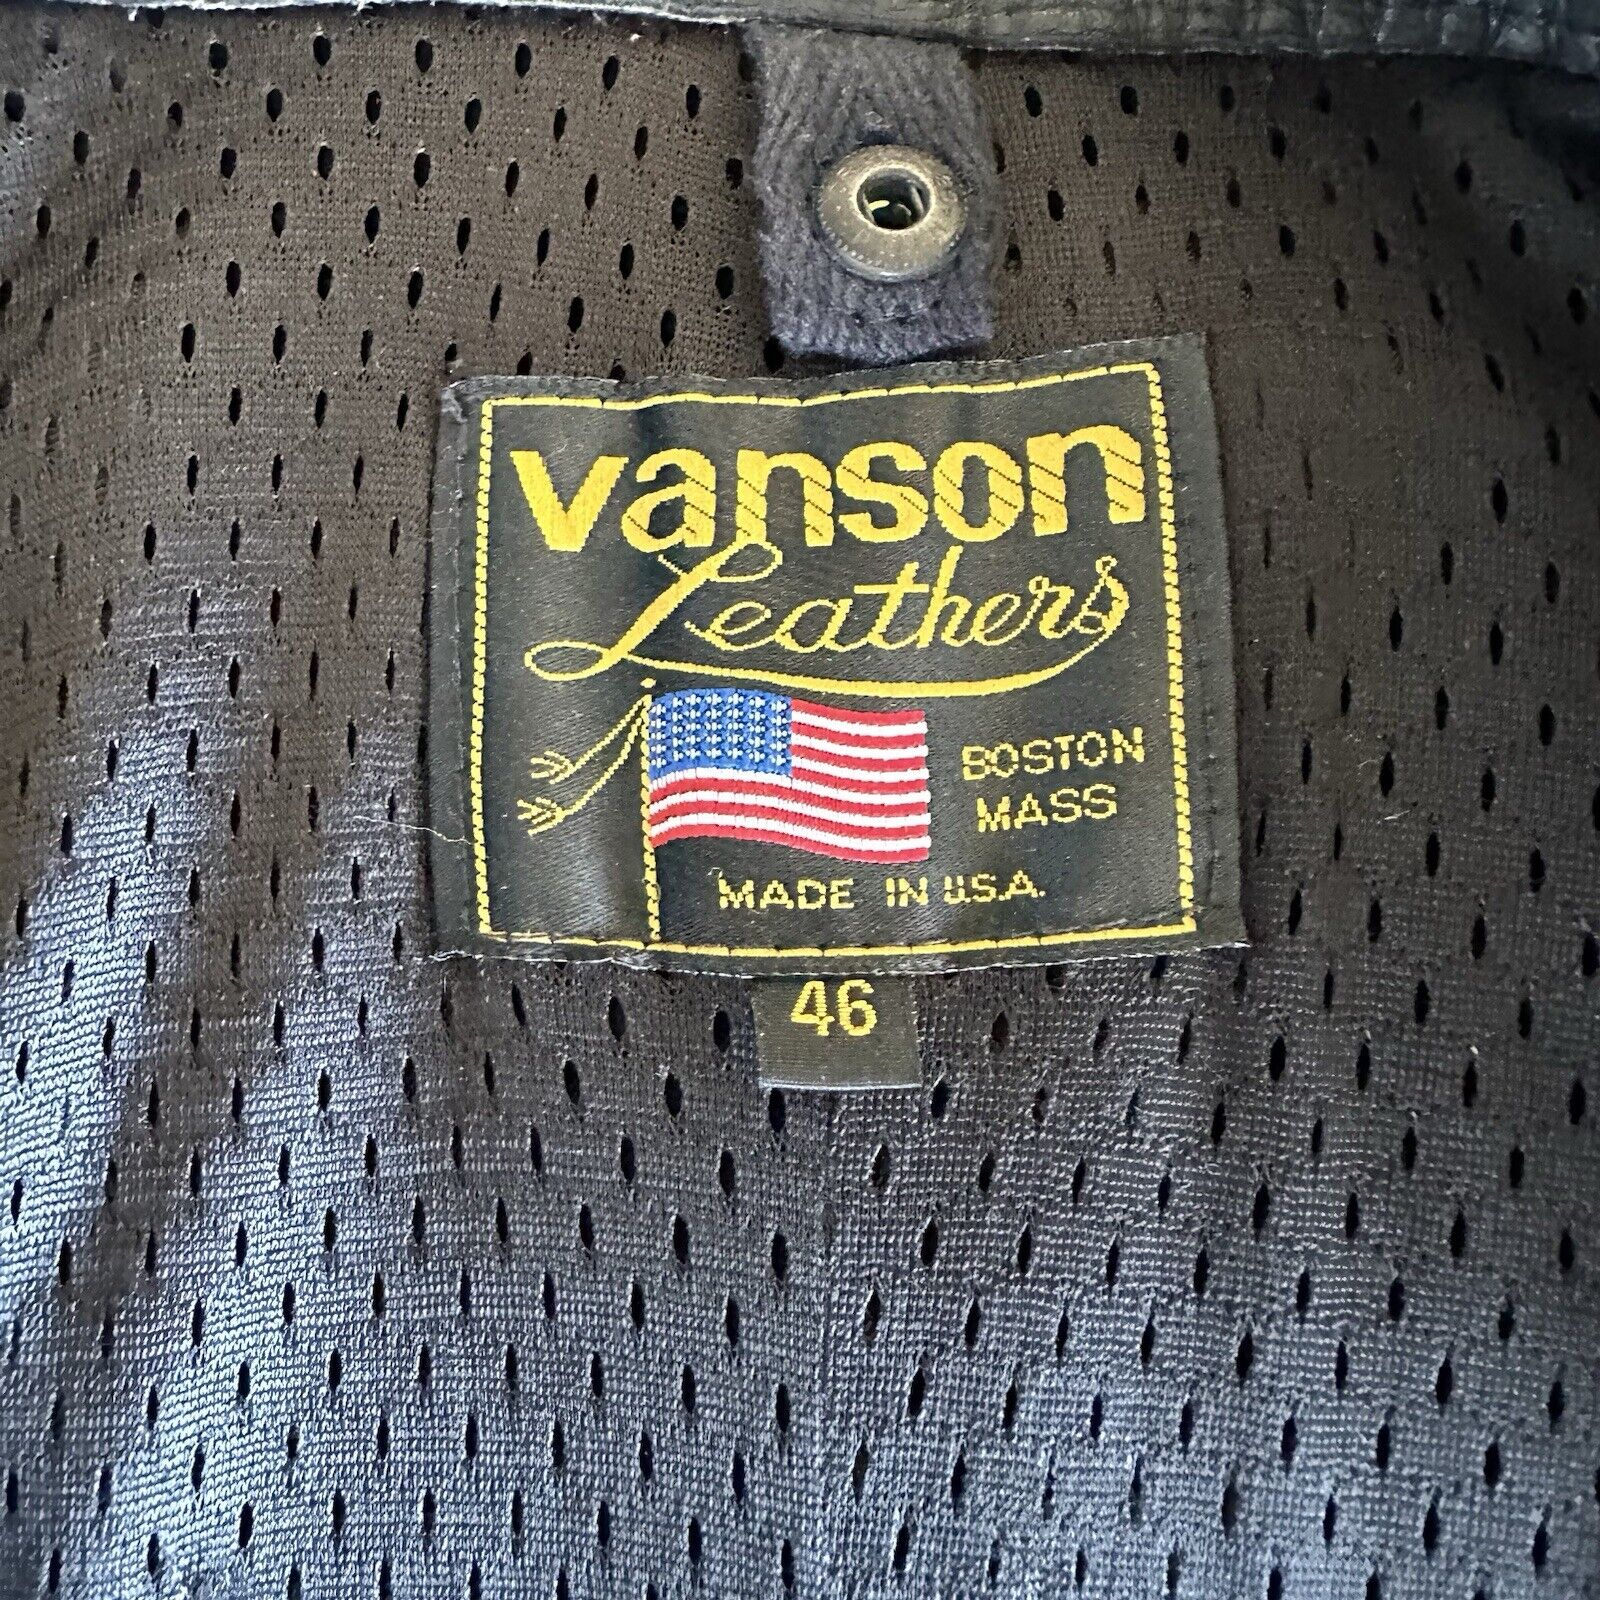 vanson
Leathers
BOSTON
MASS
MADE IN U.S.A.
46